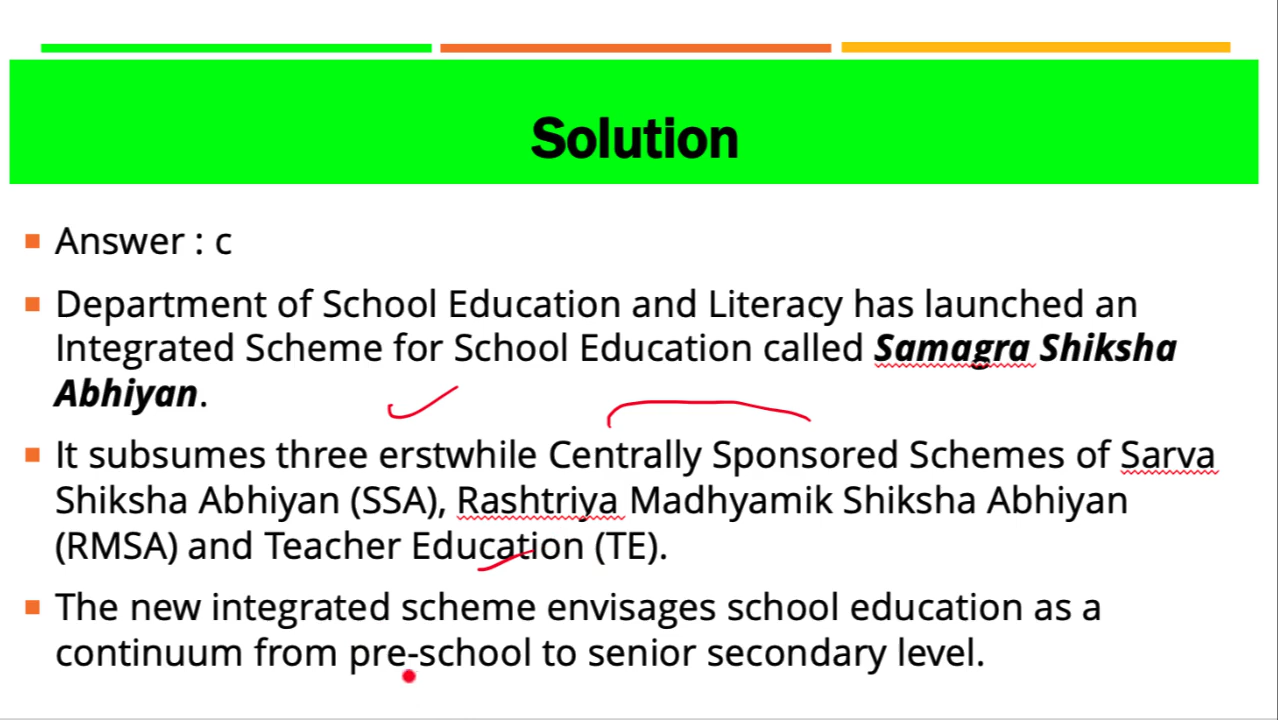 Solution
Answer : c
Department of School Education and Literacy has launched an
Integrated Scheme for School Education called Samagra Shiksha
Abhiyan.
It subsumes three erstwhile Centrally Sponsored Schemes of Sarva
Shiksha Abhiyan (SSA), Rashtriya Madhyamik Shiksha Abhiyan
(RMSA) and Teacher Education (TE).
The new integrated scheme envisages school education as a
continuum from pre-school to senior secondary level.